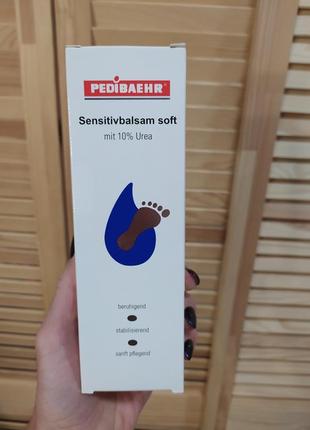 PEDIBAEHR®
Sensitivbalsam soft
mit 10% Urea
beruhigend
stabilisierend
sanft pflegend